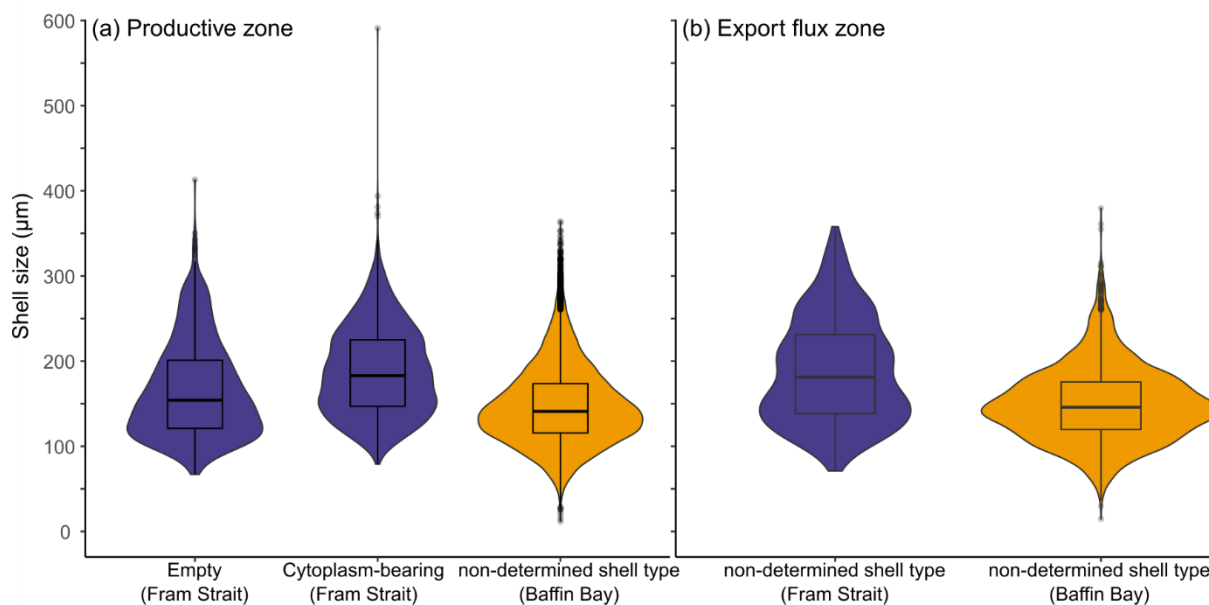 (a) Productive zone
(b) Export flux zone
Shell size (µm)
600
500
400
300
200
100
0
Empty
(Fram Strait)
Cytoplasm-bearing
(Fram Strait)
non-determined shell type
(Baffin Bay)
non-determined shell type
(Fram Strait)
non-determined shell type
(Baffin Bay)